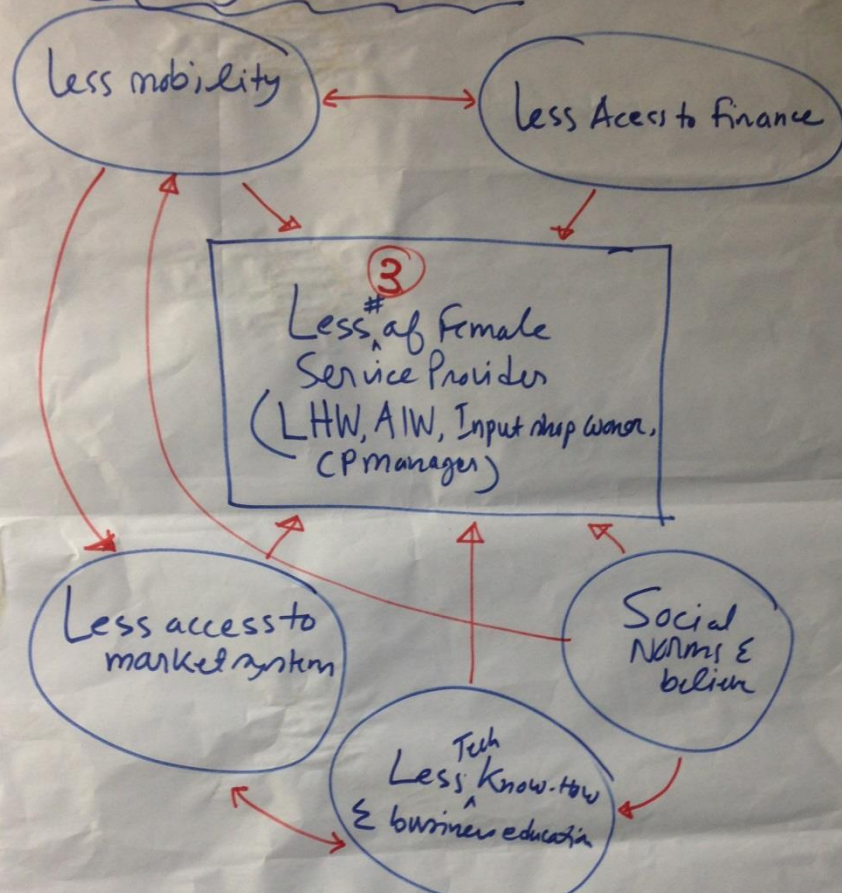 Less mobility
Less Acess to Finance
3
Less # of Female
Service Provider
(LHW, AIW, Input shop owner,
CP manager)
Less access to
market system
Social
Norms &
believe
Less Tech Know-How
& business education